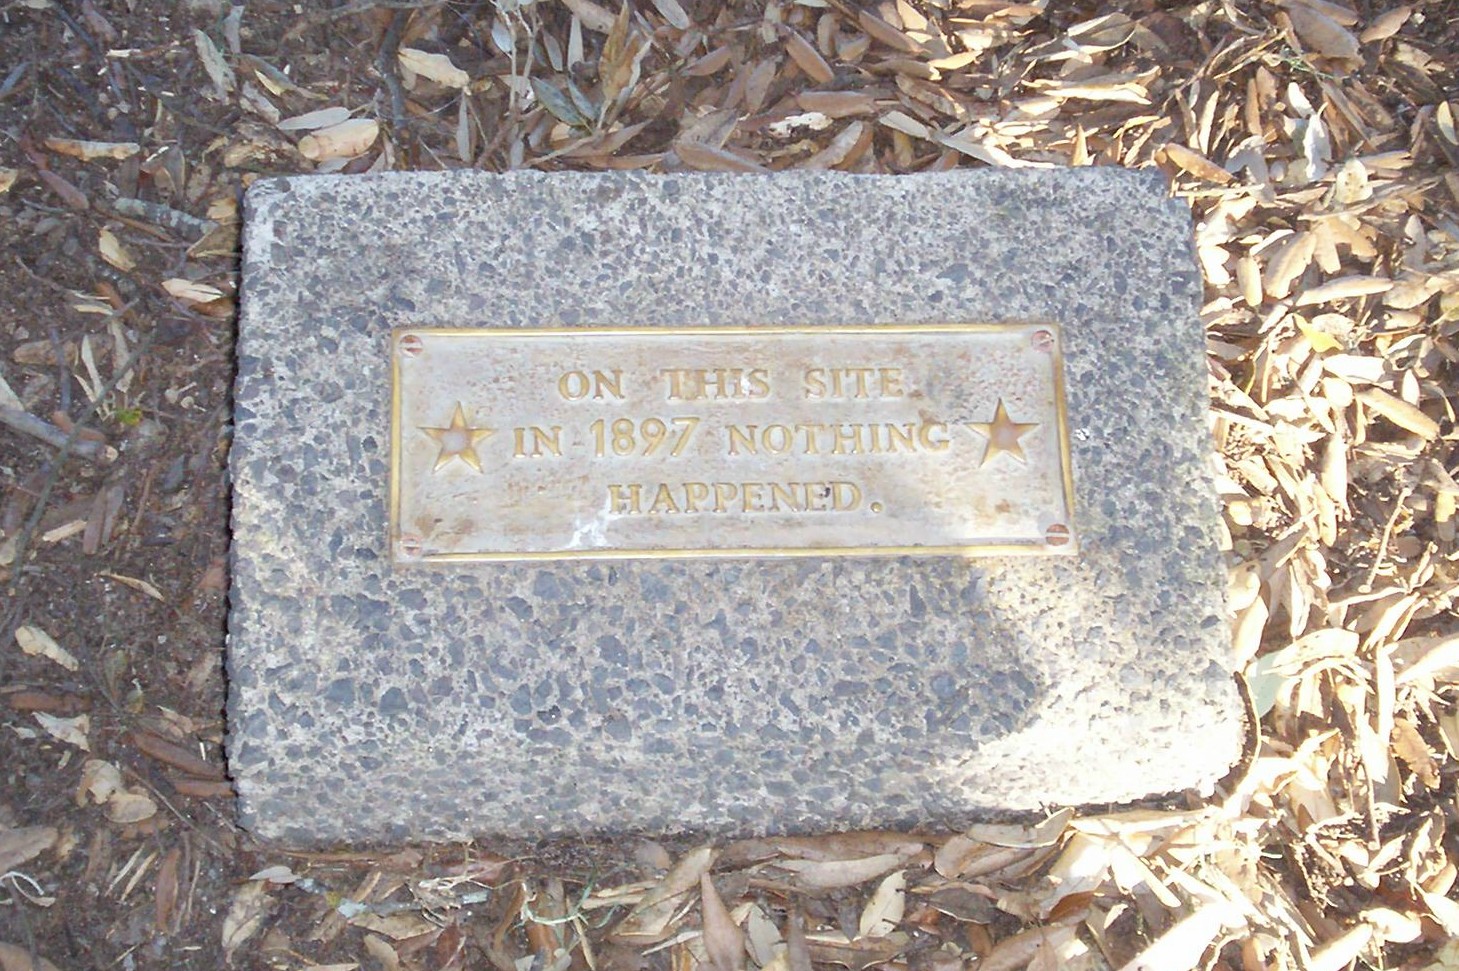 ON THIS SITE
IN 1897 NOTHING
HAPPENED.